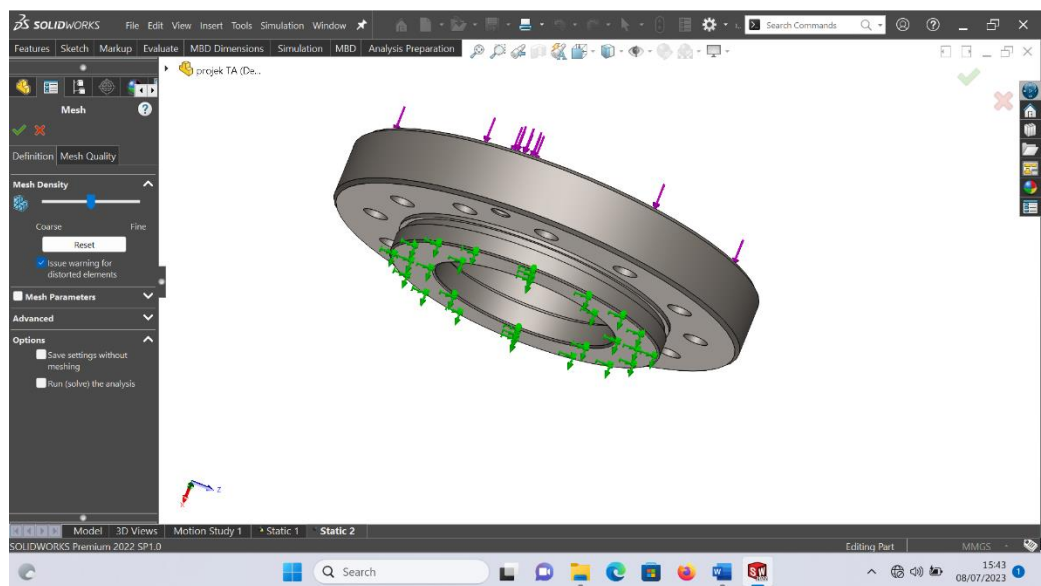 SOLIDWORKS File Edit View Insert Tools Simulation Window Search Commands
Features Sketch Markup Evaluate MBD Dimensions Simulation MBD Analysis Preparation
projek TA (De...
Mesh
Definition Mesh Quality
Mesh Density
Coarse Fine
Reset
Issue warning for
distorted elements
Mesh Parameters
Advanced
Options
Save settings without
meshing
Run (solve) the analysis
z
Model 3D Views Motion Study 1 Static 1 Static 2
SOLIDWORKS Premium 2022 SP1.0 Editing Part MMGS
Search
15:43
08/07/2023 1